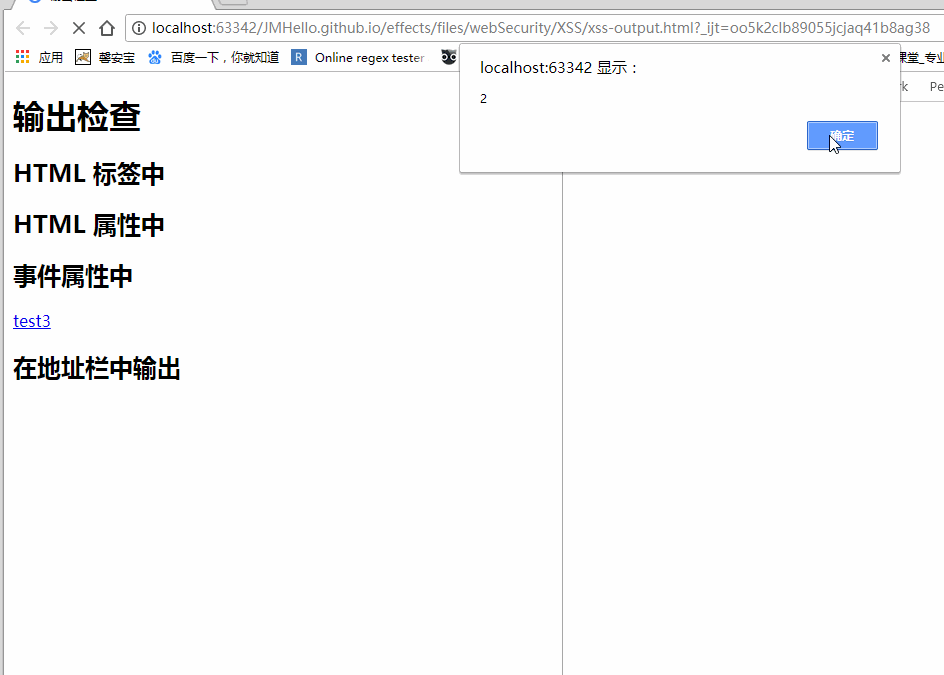 localhost:63342/JMHello.github.io/effects/files/webSecurity/XSS/xss-output.html?_ijt=oo5k2clb89055jcjaq41b8ag38
应用 馨安宝 百度一下，你就知道 R Online regex tester 课堂_专业
localhost:63342 显示：
2
确定
rk Pe
输出检查
HTML 标签中
HTML 属性中
事件属性中
test3
在地址栏中输出